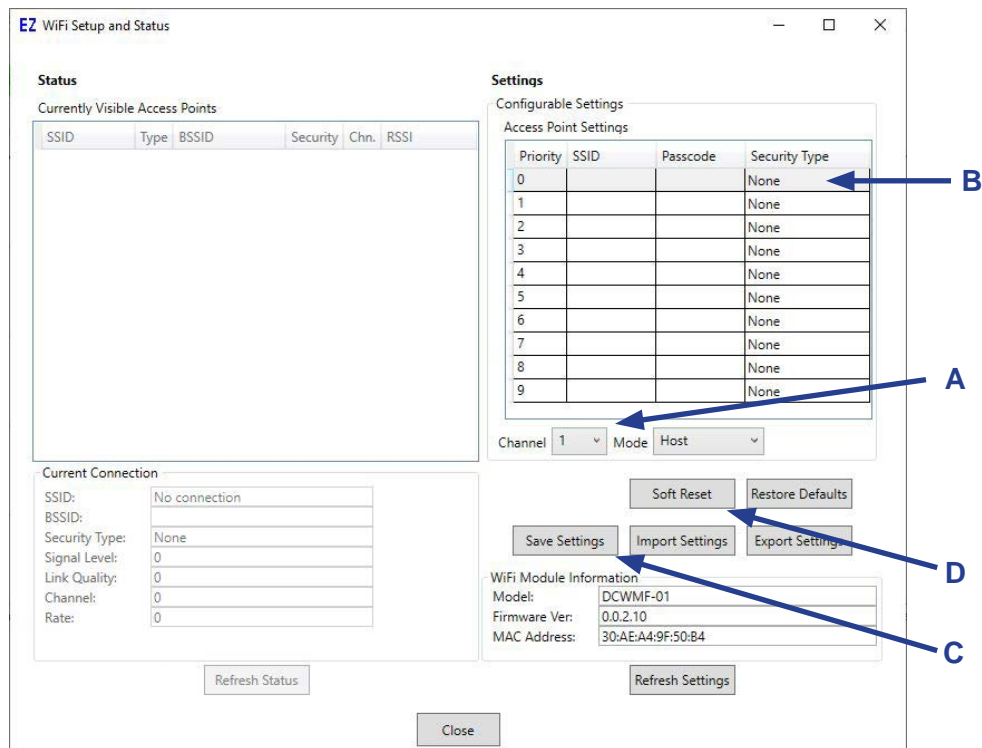 EZ WiFi Setup and Status
Status
Currently Visible Access Points
SSID Type BSSID Security Chn. RSSI
Settings
Configurable Settings
Access Point Settings
Priority SSID Passcode Security Type
0 None
1 None
2 None
3 None
4 None
5 None
6 None
7 None
8 None
9 None
B
A
Channel 1 Mode Host
Current Connection
SSID: No connection
BSSID:
Security Type: None
Signal Level: 0
Link Quality: 0
Channel: 0
Rate: 0
Soft Reset Restore Defaults
Save Settings Import Settings Export Settings
D
WiFi Module Information
Model: DCWMF-01
Firmware Ver: 0.0.2.10
MAC Address: 30:AE:A4:9F:50:B4
C
Refresh Status Refresh Settings
Close